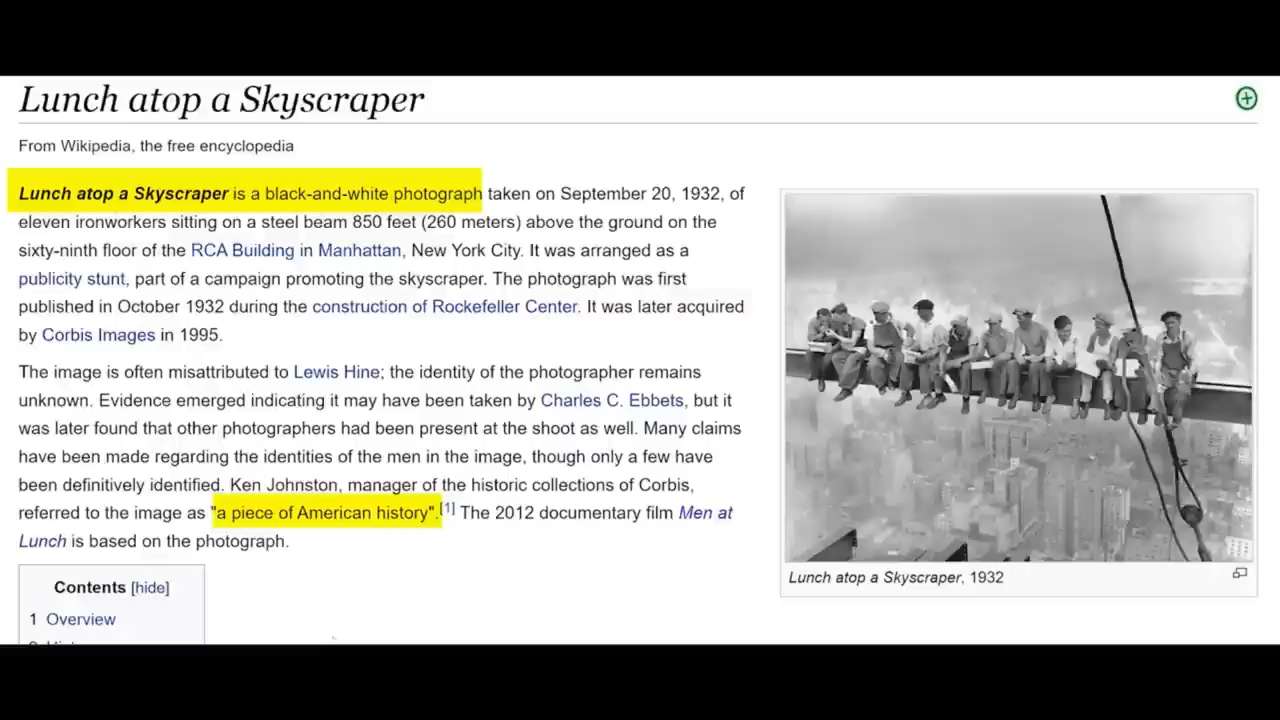 Lunch atop a Skyscraper
From Wikipedia, the free encyclopedia
Lunch atop a Skyscraper is a black-and-white photograph taken on September 20, 1932, of
eleven ironworkers sitting on a steel beam 850 feet (260 meters) above the ground on the
sixty-ninth floor of the RCA Building in Manhattan, New York City. It was arranged as a
publicity stunt, part of a campaign promoting the skyscraper. The photograph was first
published in October 1932 during the construction of Rockefeller Center. It was later acquired
by Corbis Images in 1995.
The image is often misattributed to Lewis Hine; the identity of the photographer remains
unknown. Evidence emerged indicating it may have been taken by Charles C. Ebbets, but it
was later found that other photographers had been present at the shoot as well. Many claims
have been made regarding the identities of the men in the image, though only a few have
been definitively identified. Ken Johnston, manager of the historic collections of Corbis,
referred to the image as "a piece of American history".[1] The 2012 documentary film Men at
Lunch is based on the photograph.
Lunch atop a Skyscraper, 1932
Contents [hide]
1 Overview